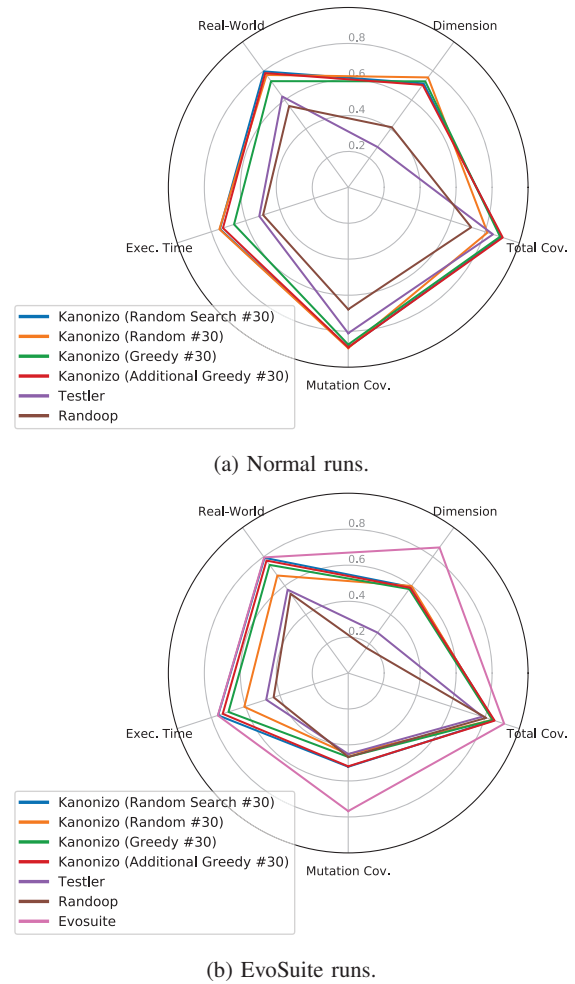 Real-World
Dimension
0.8
0.6
0.4
0.2
Exec. Time
Total Cov.
Mutation Cov.
Kanonizo (Random Search #30)
Kanonizo (Random #30)
Kanonizo (Greedy #30)
Kanonizo (Additional Greedy #30)
Testler
Randoop
(a) Normal runs.
Real-World
Dimension
0.8
0.6
0.4
0.2
Exec. Time
Total Cov.
Mutation Cov.
Kanonizo (Random Search #30)
Kanonizo (Random #30)
Kanonizo (Greedy #30)
Kanonizo (Additional Greedy #30)
Testler
Randoop
Evosuite
(b) EvoSuite runs.